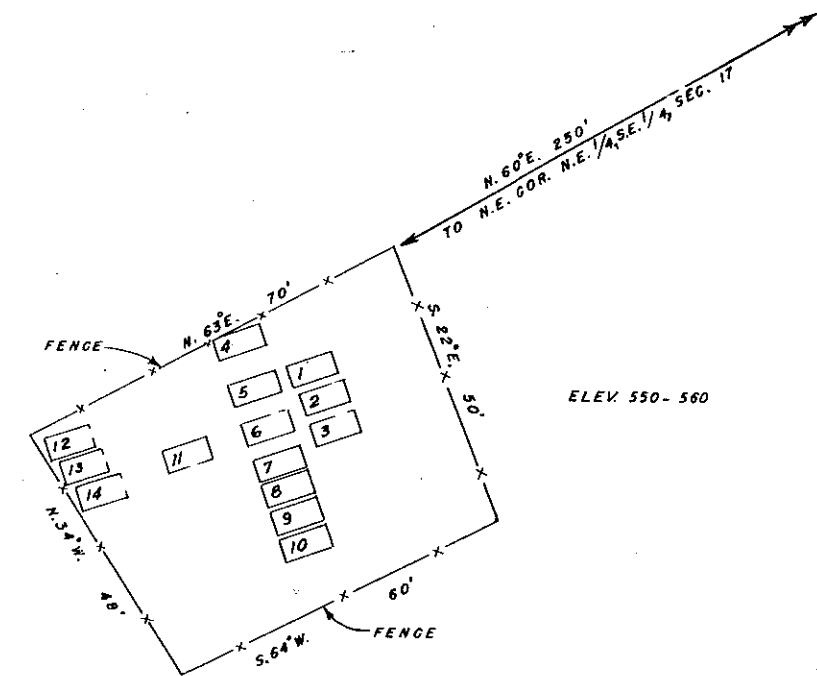 N. 60°E. 250'
TO N.E. COR. N.E. 1/4, S.E. 1/4, SEC. 17
N. 63°E. 70'
FENCE
S. 22°E. 50'
ELEV. 550-560
4
1
5
2
6
3
12
11
13
7
14
8
9
10
N. 34°W. 48'
60'
S. 64°W.
FENCE